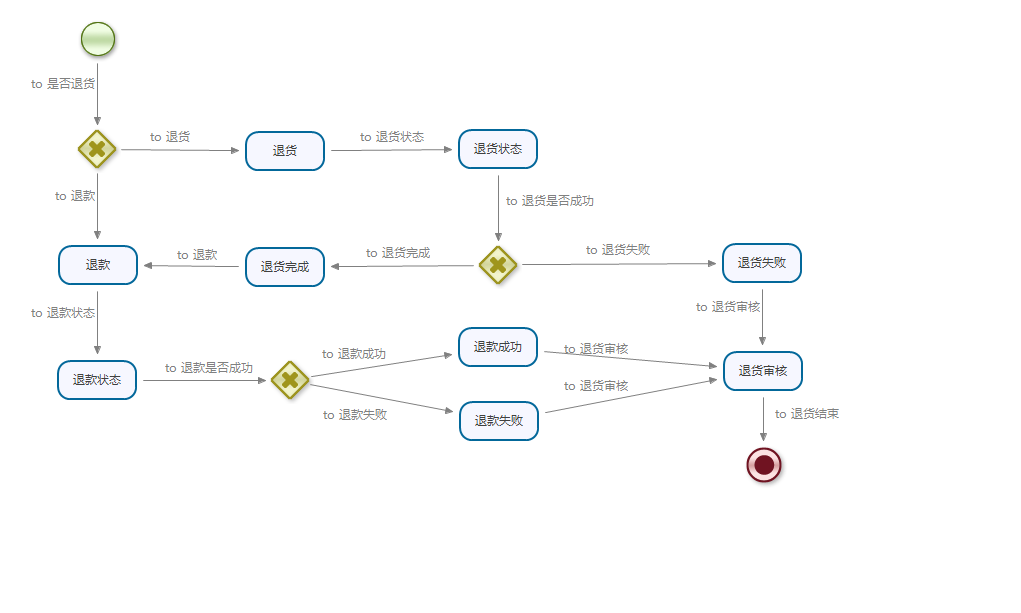 to 是否退货
to 退货
退货
to 退货状态
退货状态
to 退款
to 退货是否成功
退款
to 退款
退货完成
to 退货完成
to 退货失败
退货失败
to 退款状态
to 退货审核
退款状态
to 退款是否成功
to 退款成功
退款成功
to 退货审核
退货审核
to 退款失败
退款失败
to 退货审核
to 退货结束